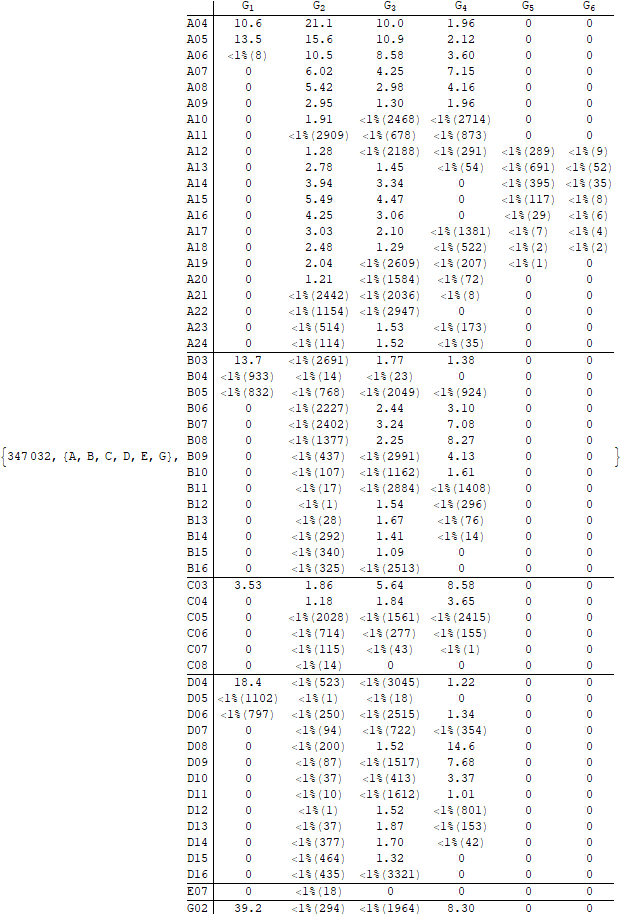 G1 G2 G3 G4 G5 G6
A04 10.6 21.1 10.0 1.96 0 0
A05 13.5 15.6 10.9 2.12 0 0
A06 <1%(8) 10.5 8.58 3.60 0 0
A07 0 6.02 4.25 7.15 0 0
A08 0 5.42 2.98 4.16 0 0
A09 0 2.95 1.30 1.96 0 0
A10 0 1.91 <1%(2468) <1%(2714) 0 0
A11 0 <1%(2909) <1%(678) <1%(873) 0 0
A12 0 1.28 <1%(2188) <1%(291) <1%(289) <1%(9)
A13 0 2.78 1.45 <1%(54) <1%(691) <1%(52)
A14 0 3.94 3.34 0 <1%(395) <1%(35)
A15 0 5.49 4.47 0 <1%(117) <1%(8)
A16 0 4.25 3.06 0 <1%(29) <1%(6)
A17 0 3.03 2.10 <1%(1381) <1%(7) <1%(4)
A18 0 2.48 1.29 <1%(522) <1%(2) <1%(2)
A19 0 2.04 <1%(2609) <1%(207) <1%(1) 0
A20 0 1.21 <1%(1584) <1%(72) 0 0
A21 0 <1%(2442) <1%(2036) <1%(8) 0 0
A22 0 <1%(1154) <1%(2947) 0 0 0
A23 0 <1%(514) 1.53 <1%(173) 0 0
A24 0 <1%(114) 1.52 <1%(35) 0 0
B03 13.7 <1%(2691) 1.77 1.38 0 0
B04 <1%(933) <1%(14) <1%(23) 0 0 0
B05 <1%(832) <1%(768) <1%(2049) <1%(924) 0 0
B06 0 <1%(2227) 2.44 3.10 0 0
B07 0 <1%(2402) 3.24 7.08 0 0
B08 0 <1%(1377) 2.25 8.27 0 0
{347032, {A, B, C, D, E, G}, B09 0 <1%(437) <1%(2991) 4.13 0 0 }
B10 0 <1%(107) <1%(1162) 1.61 0 0
B11 0 <1%(17) <1%(2884) <1%(1408) 0 0
B12 0 <1%(1) 1.54 <1%(296) 0 0
B13 0 <1%(28) 1.67 <1%(76) 0 0
B14 0 <1%(292) 1.41 <1%(14) 0 0
B15 0 <1%(340) 1.09 0 0 0
B16 0 <1%(325) <1%(2513) 0 0 0
C03 3.53 1.86 5.64 8.58 0 0
C04 0 1.18 1.84 3.65 0 0
C05 0 <1%(2028) <1%(1561) <1%(2415) 0 0
C06 0 <1%(714) <1%(277) <1%(155) 0 0
C07 0 <1%(115) <1%(43) <1%(1) 0 0
C08 0 <1%(14) 0 0 0 0
D04 18.4 <1%(523) <1%(3045) 1.22 0 0
D05 <1%(1102) <1%(1) <1%(18) 0 0 0
D06 <1%(797) <1%(250) <1%(2515) 1.34 0 0
D07 0 <1%(94) <1%(722) <1%(354) 0 0
D08 0 <1%(200) 1.52 14.6 0 0
D09 0 <1%(87) <1%(1517) 7.68 0 0
D10 0 <1%(37) <1%(413) 3.37 0 0
D11 0 <1%(10) <1%(1612) 1.01 0 0
D12 0 <1%(1) 1.52 <1%(801) 0 0
D13 0 <1%(37) 1.87 <1%(153) 0 0
D14 0 <1%(377) 1.70 <1%(42) 0 0
D15 0 <1%(464) 1.32 0 0 0
D16 0 <1%(435) <1%(3321) 0 0 0
E07 0 <1%(18) 0 0 0 0
G02 39.2 <1%(294) <1%(1964) 8.30 0 0